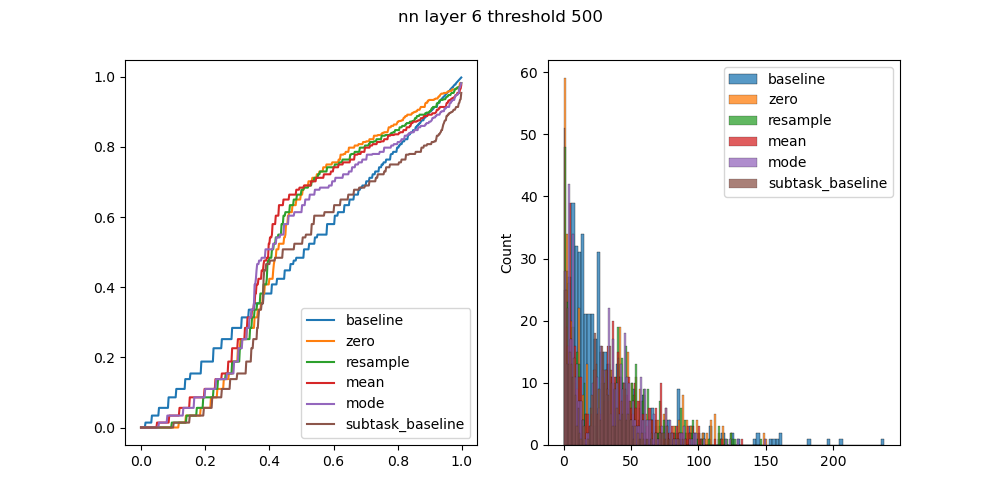 nn layer 6 threshold 500
1.0
0.8
0.6
0.4
0.2
0.0
0.0 0.2 0.4 0.6 0.8 1.0
baseline
zero
resample
mean
mode
subtask_baseline
Count
60
50
40
30
20
10
0
0 50 100 150 200
baseline
zero
resample
mean
mode
subtask_baseline